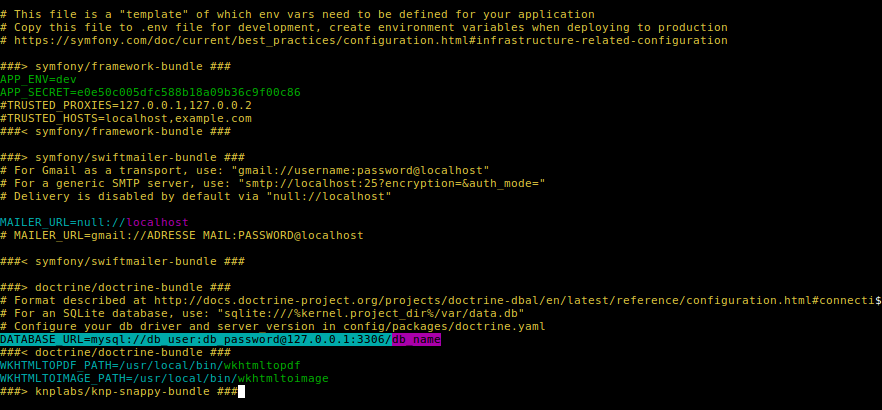 # This file is a "template" of which env vars need to be defined for your application
# Copy this file to .env file for development, create environment variables when deploying to production
# https://symfony.com/doc/current/best_practices/configuration.html#infrastructure-related-configuration
###> symfony/framework-bundle ###
APP_ENV=dev
APP_SECRET=e0e50c005dfc588b18a09b36c9f00c86
#TRUSTED_PROXIES=127.0.0.1,127.0.0.2
#TRUSTED_HOSTS=localhost,example.com
###< symfony/framework-bundle ###
###> symfony/swiftmailer-bundle ###
# For Gmail as a transport, use: "gmail://username:password@localhost"
# For a generic SMTP server, use: "smtp://localhost:25?encryption=&auth_mode="
# Delivery is disabled by default via "null://localhost"
MAILER_URL=null://localhost
# MAILER_URL=gmail://ADRESSE MAIL:PASSWORD@localhost
###< symfony/swiftmailer-bundle ###
###> doctrine/doctrine-bundle ###
# Format described at http://docs.doctrine-project.org/projects/doctrine-dbal/en/latest/reference/configuration.html#connecti$
# For an SQLite database, use: "sqlite:///%kernel.project_dir%/var/data.db"
# Configure your db driver and server_version in config/packages/doctrine.yaml
DATABASE_URL=mysql://db_user:db_password@127.0.0.1:3306/db_name
###< doctrine/doctrine-bundle ###
WKHTMLTOPDF_PATH=/usr/local/bin/wkhtmltopdf
WKHTMLTOIMAGE_PATH=/usr/local/bin/wkhtmltoimage
###> knplabs/knp-snappy-bundle ###